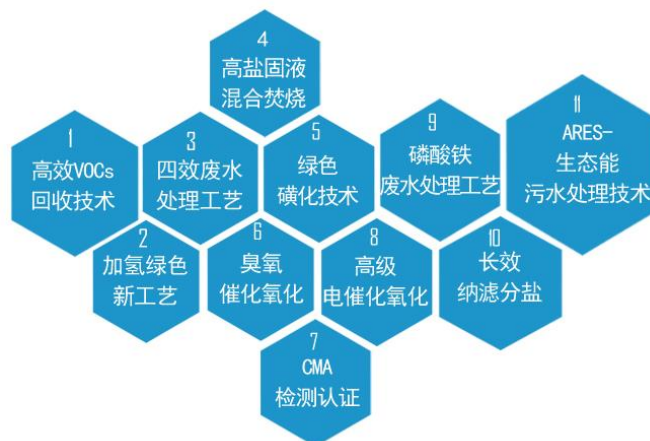 1
高效VOCs
回收技术
2
加氢绿色
新工艺
3
四效废水
处理工艺
4
高盐固液
混合焚烧
5
绿色
磺化技术
6
臭氧
催化氧化
7
CMA
检测认证
8
高级
电催化氧化
9
磷酸铁
废水处理工艺
10
长效
纳滤分盐
11
ARES-
生态能
污水处理技术